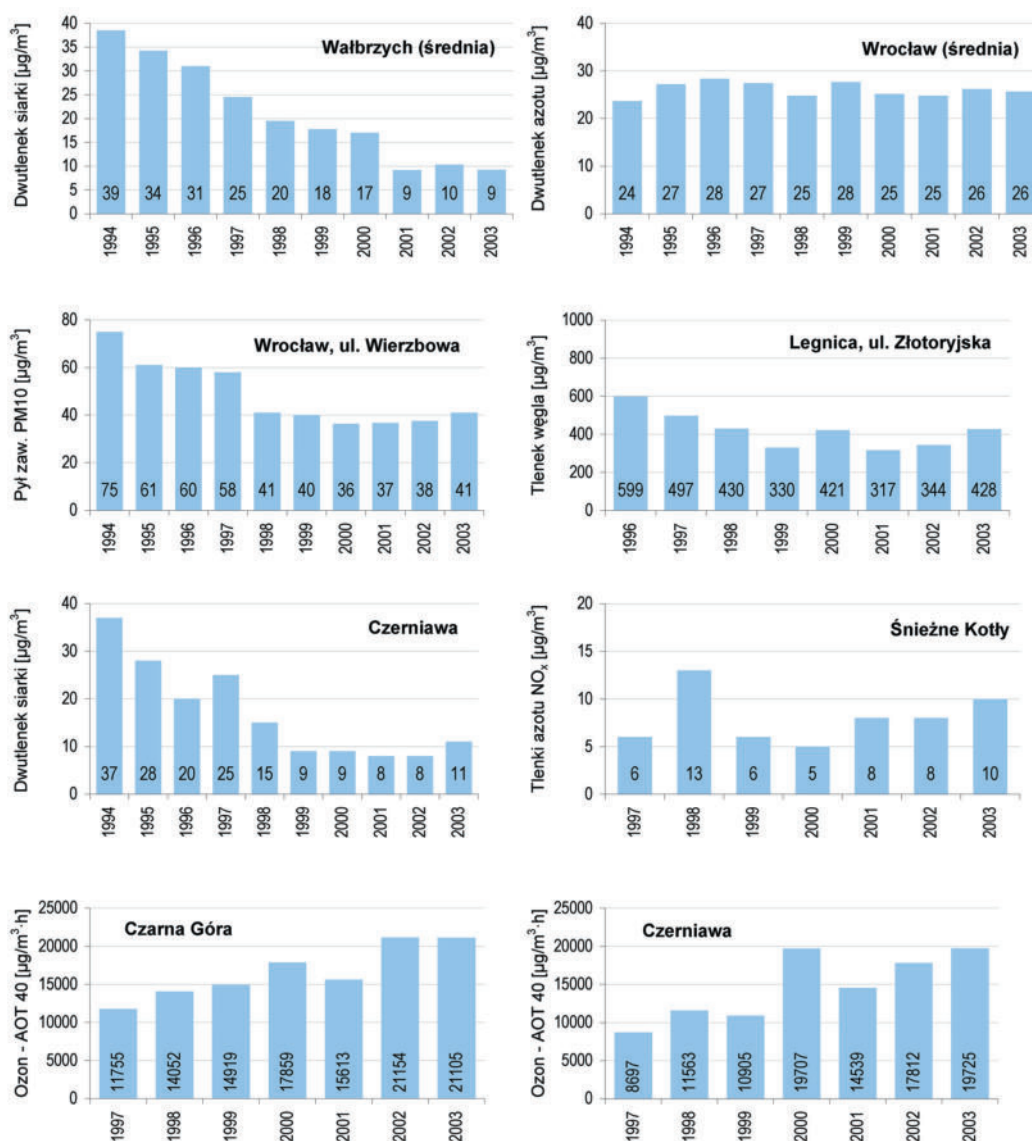 Dwutlenek siarki [µg/m³]
Wałbrzych (średnia)
40
35
30
25
20
15
10
5
0
39 34 31 25 20 18 17 9 10 9
1994 1995 1996 1997 1998 1999 2000 2001 2002 2003
Dwutlenek azotu [µg/m³]
Wrocław (średnia)
40
30
20
10
0
24 27 28 27 25 28 25 25 26 26
1994 1995 1996 1997 1998 1999 2000 2001 2002 2003
Pył zaw. PM10 [µg/m³]
Wrocław, ul. Wierzbowa
80
60
40
20
0
75 61 60 58 41 40 36 37 38 41
1994 1995 1996 1997 1998 1999 2000 2001 2002 2003
Tlenek węgla [µg/m³]
Legnica, ul. Złotoryjska
1000
800
600
400
200
0
599 497 430 330 421 317 344 428
1996 1997 1998 1999 2000 2001 2002 2003
Dwutlenek siarki [µg/m³]
Czerniawa
40
30
20
10
0
37 28 20 25 15 9 9 8 8 11
1994 1995 1996 1997 1998 1999 2000 2001 2002 2003
Tlenki azotu NOₓ [µg/m³]
Śnieżne Kotły
20
15
10
5
0
6 13 6 5 8 8 10
1997 1998 1999 2000 2001 2002 2003
Ozon - AOT 40 [µg/m³·h]
Czarna Góra
25000
20000
15000
10000
5000
0
11755 14052 14919 17859 15613 21154 21105
1997 1998 1999 2000 2001 2002 2003
Ozon - AOT 40 [µg/m³·h]
Czerniawa
25000
20000
15000
10000
5000
0
8697 11563 10905 19707 14539 17812 19725
1997 1998 1999 2000 2001 2002 2003